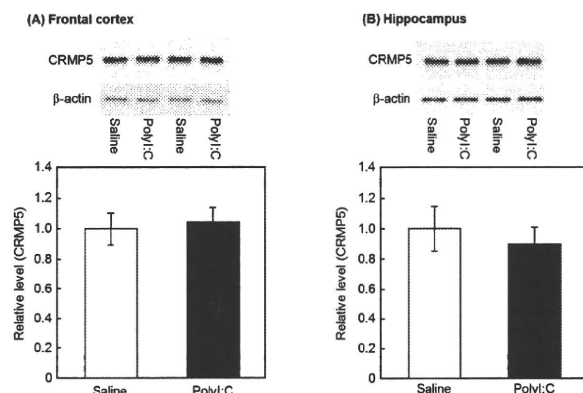 (A) Frontal cortex
CRMP5
β-actin
Saline
PolyI:C
Saline
PolyI:C
1.4
1.2
1.0
0.8
0.6
0.4
0.2
0
Relative level (CRMP5)
Saline
PolyI:C
(B) Hippocampus
CRMP5
β-actin
Saline
PolyI:C
Saline
PolyI:C
1.4
1.2
1.0
0.8
0.6
0.4
0.2
0
Relative level (CRMP5)
Saline
PolyI:C